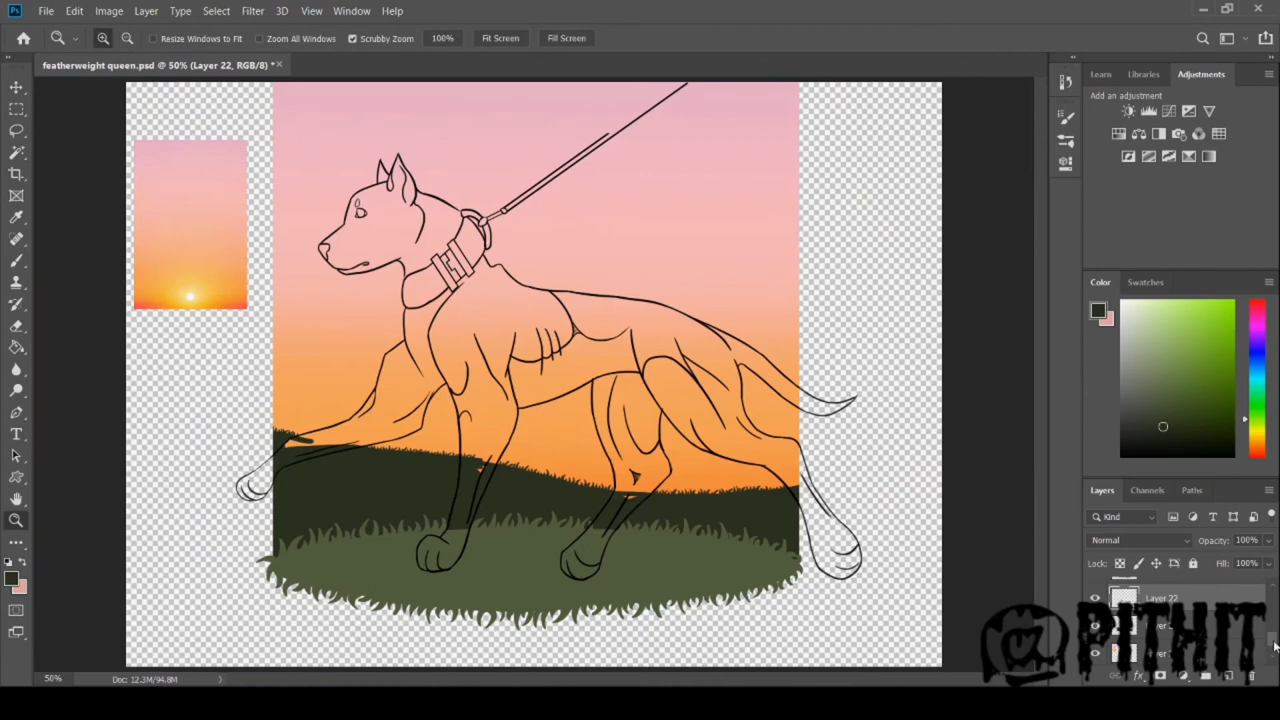 Ps File Edit Image Layer Type Select Filter 3D View Window Help
Resize Windows to Fit Zoom All Windows Scrubby Zoom 100% Fit Screen Fill Screen
featherweight queen.psd @ 50% (Layer 22, RGB/8) *
Learn Libraries Adjustments
Add an adjustment
Color Swatches
Layers Channels Paths
Kind
Normal Opacity: 100%
Lock: Fill: 100%
Layer 22
Layer
@PITHIT
50% Doc: 12.3M/94.8M